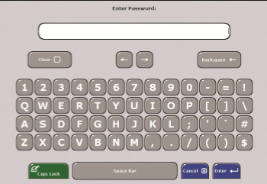 Enter Password:
Clear
← →
Backspace ←
1 2 3 4 5 6 7 8 9 0 - = !
Q W E R T Y U I O P [ ] \
A S D F G H J K L ; ' ` #
Z X C V B N M , . / ( ) $
Caps Lock
Space Bar
Cancel
Enter